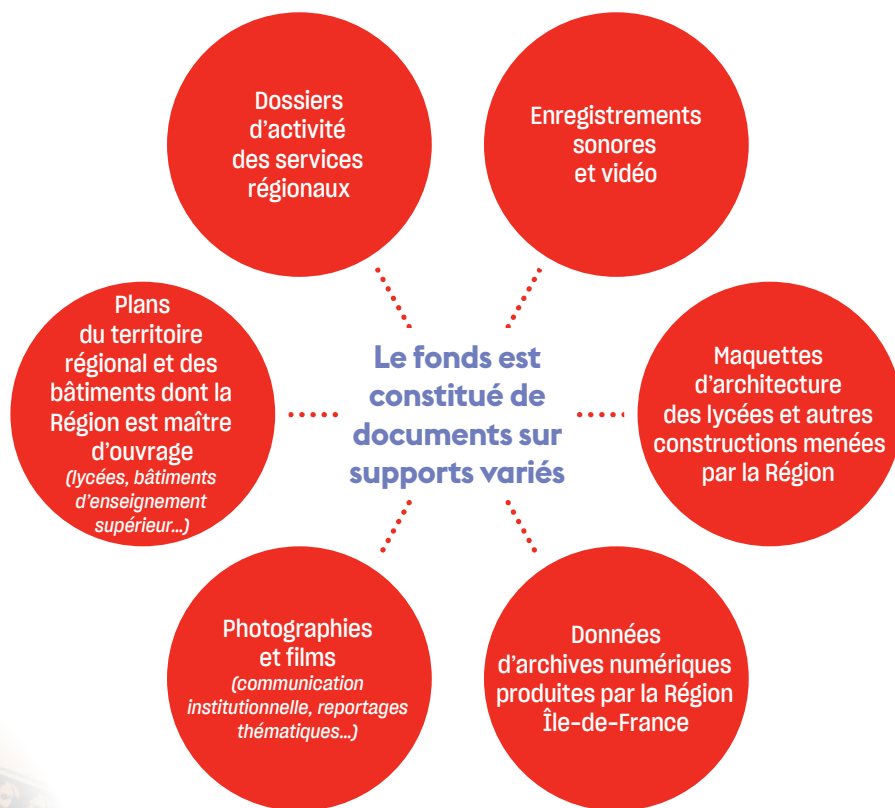 Dossiers
d'activité
des services
régionaux
Enregistrements
sonores
et vidéo
Plans
du territoire
régional et des
bâtiments dont la
Région est maître
d'ouvrage
(lycées, bâtiments
d'enseignement
supérieur...)
Le fonds est
constitué de
documents sur
supports variés
Maquettes
d'architecture
des lycées et autres
constructions menées
par la Région
Photographies
et films
(communication
institutionnelle, reportages
thématiques...)
Données
d'archives numériques
produites par la Région
Île-de-France